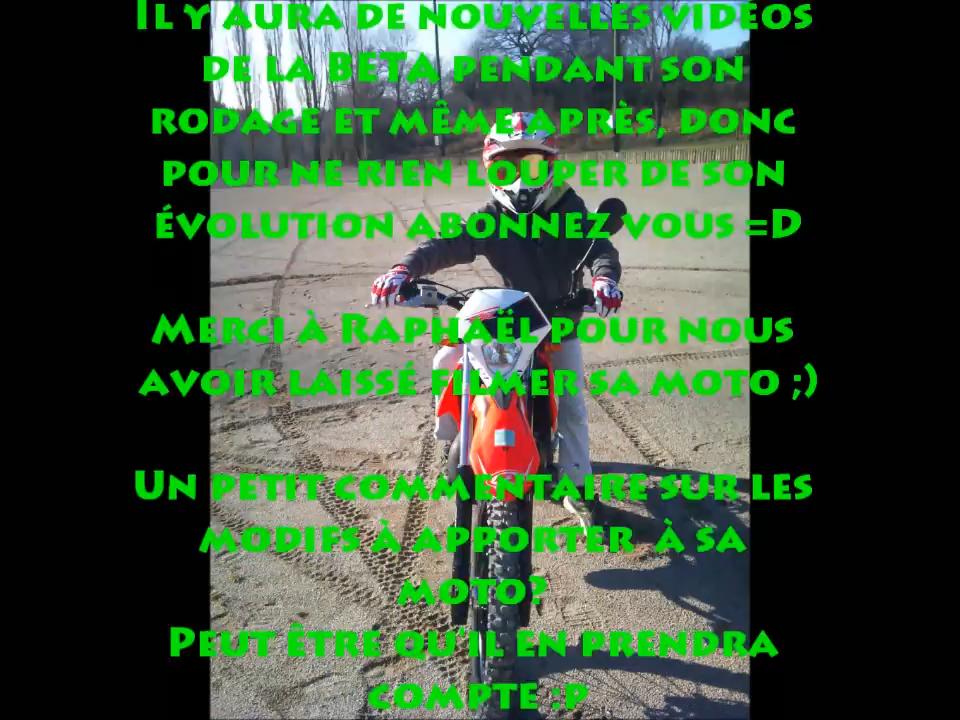 Il y aura de nouvelles vidéos
de la BETA pendant son
rodage et même après, donc
pour ne rien louper de son
évolution abonnez vous =D
Merci à Raphaël pour nous
avoir laissé filmer sa moto ;)
Un petit commentaire sur les
modifs à apporter à sa
moto?
Peut être qu'il en prendra
compte :p